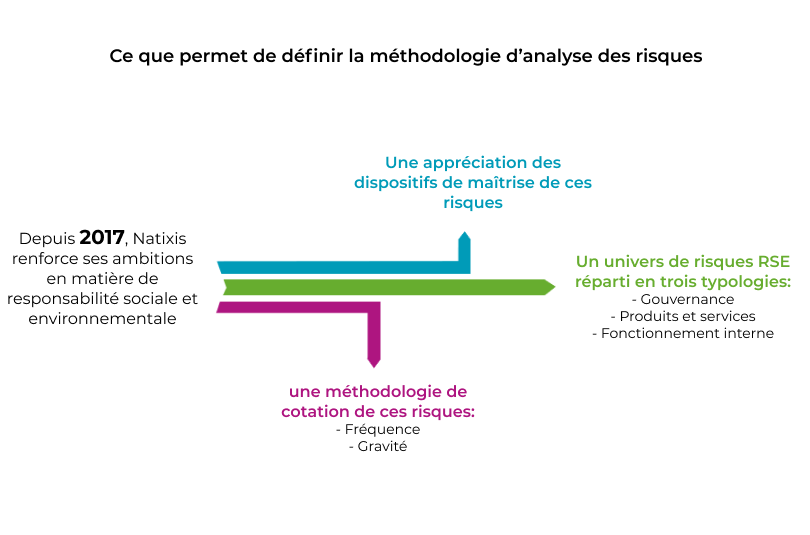 Ce que permet de définir la méthodologie d'analyse des risques
Une appréciation des
dispositifs de maîtrise de ces
risques
Depuis 2017, Natixis
renforce ses ambitions
en matière de
responsabilité sociale et
environnementale
Un univers de risques RSE
réparti en trois typologies:
- Gouvernance
- Produits et services
- Fonctionnement interne
une méthodologie de
cotation de ces risques:
- Fréquence
- Gravité